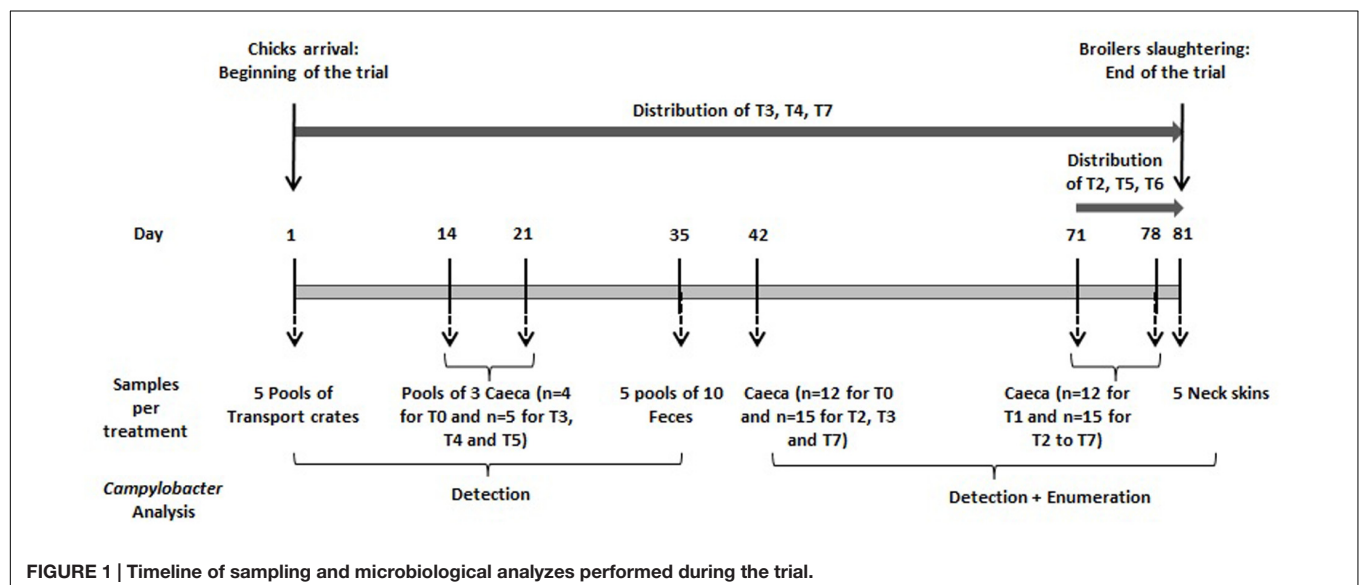 Chicks arrival:
Beginning of the trial
Broilers slaughtering:
End of the trial
Distribution of T3, T4, T7
Distribution
of T2, T5, T6
Day 1 14 21 35 42 71 78 81
Samples
per
treatment
5 Pools of
Transport crates
Pools of 3 Caeca (n=4
for T0 and n=5 for T3,
T4 and T5)
5 pools of 10
Feces
Caeca (n=12 for T0
and n=15 for T2, T3
and T7)
Caeca (n=12 for
T1 and n=15 for
T2 to T7)
5 Neck skins
Campylobacter
Analysis
Detection
Detection + Enumeration
FIGURE 1 | Timeline of sampling and microbiological analyzes performed during the trial.